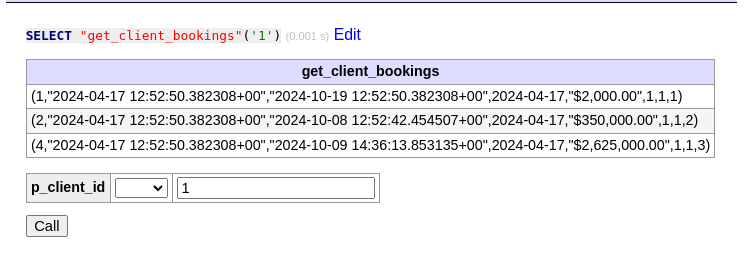 SELECT "get_client_bookings"('1') (0.001 s) Edit
get_client_bookings
(1,"2024-04-17 12:52:50.382308+00","2024-10-19 12:52:50.382308+00",2024-04-17,"$2,000.00",1,1,1)
(2,"2024-04-17 12:52:50.382308+00","2024-10-08 12:52:42.454507+00",2024-04-17,"$350,000.00",1,1,2)
(4,"2024-04-17 12:52:50.382308+00","2024-10-09 14:36:13.853135+00",2024-04-17,"$2,625,000.00",1,1,3)
p_client_id 1
Call